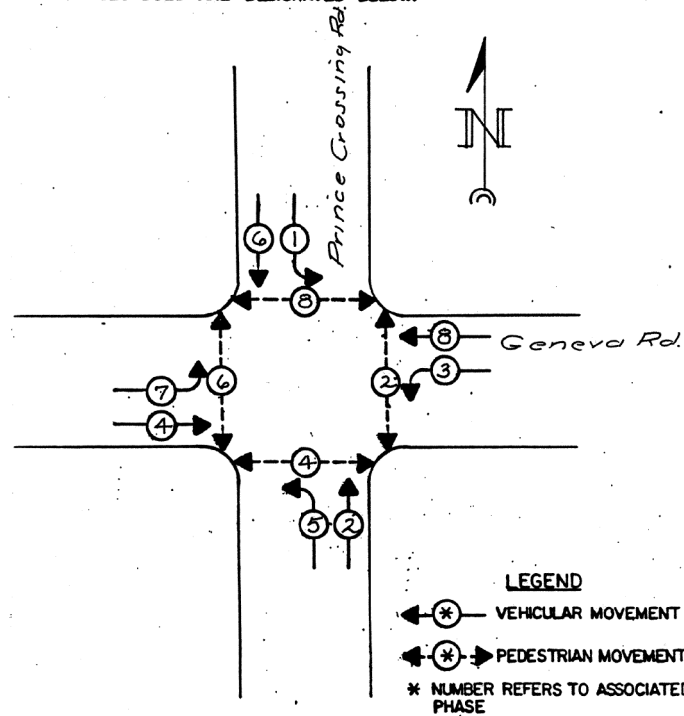 Prince Crossing Rd.
N
6 1
8
8
Geneva Rd.
3
7 6 2
4
4
5 2
LEGEND
* VEHICULAR MOVEMENT
* PEDESTRIAN MOVEMENT
* NUMBER REFERS TO ASSOCIATED
PHASE